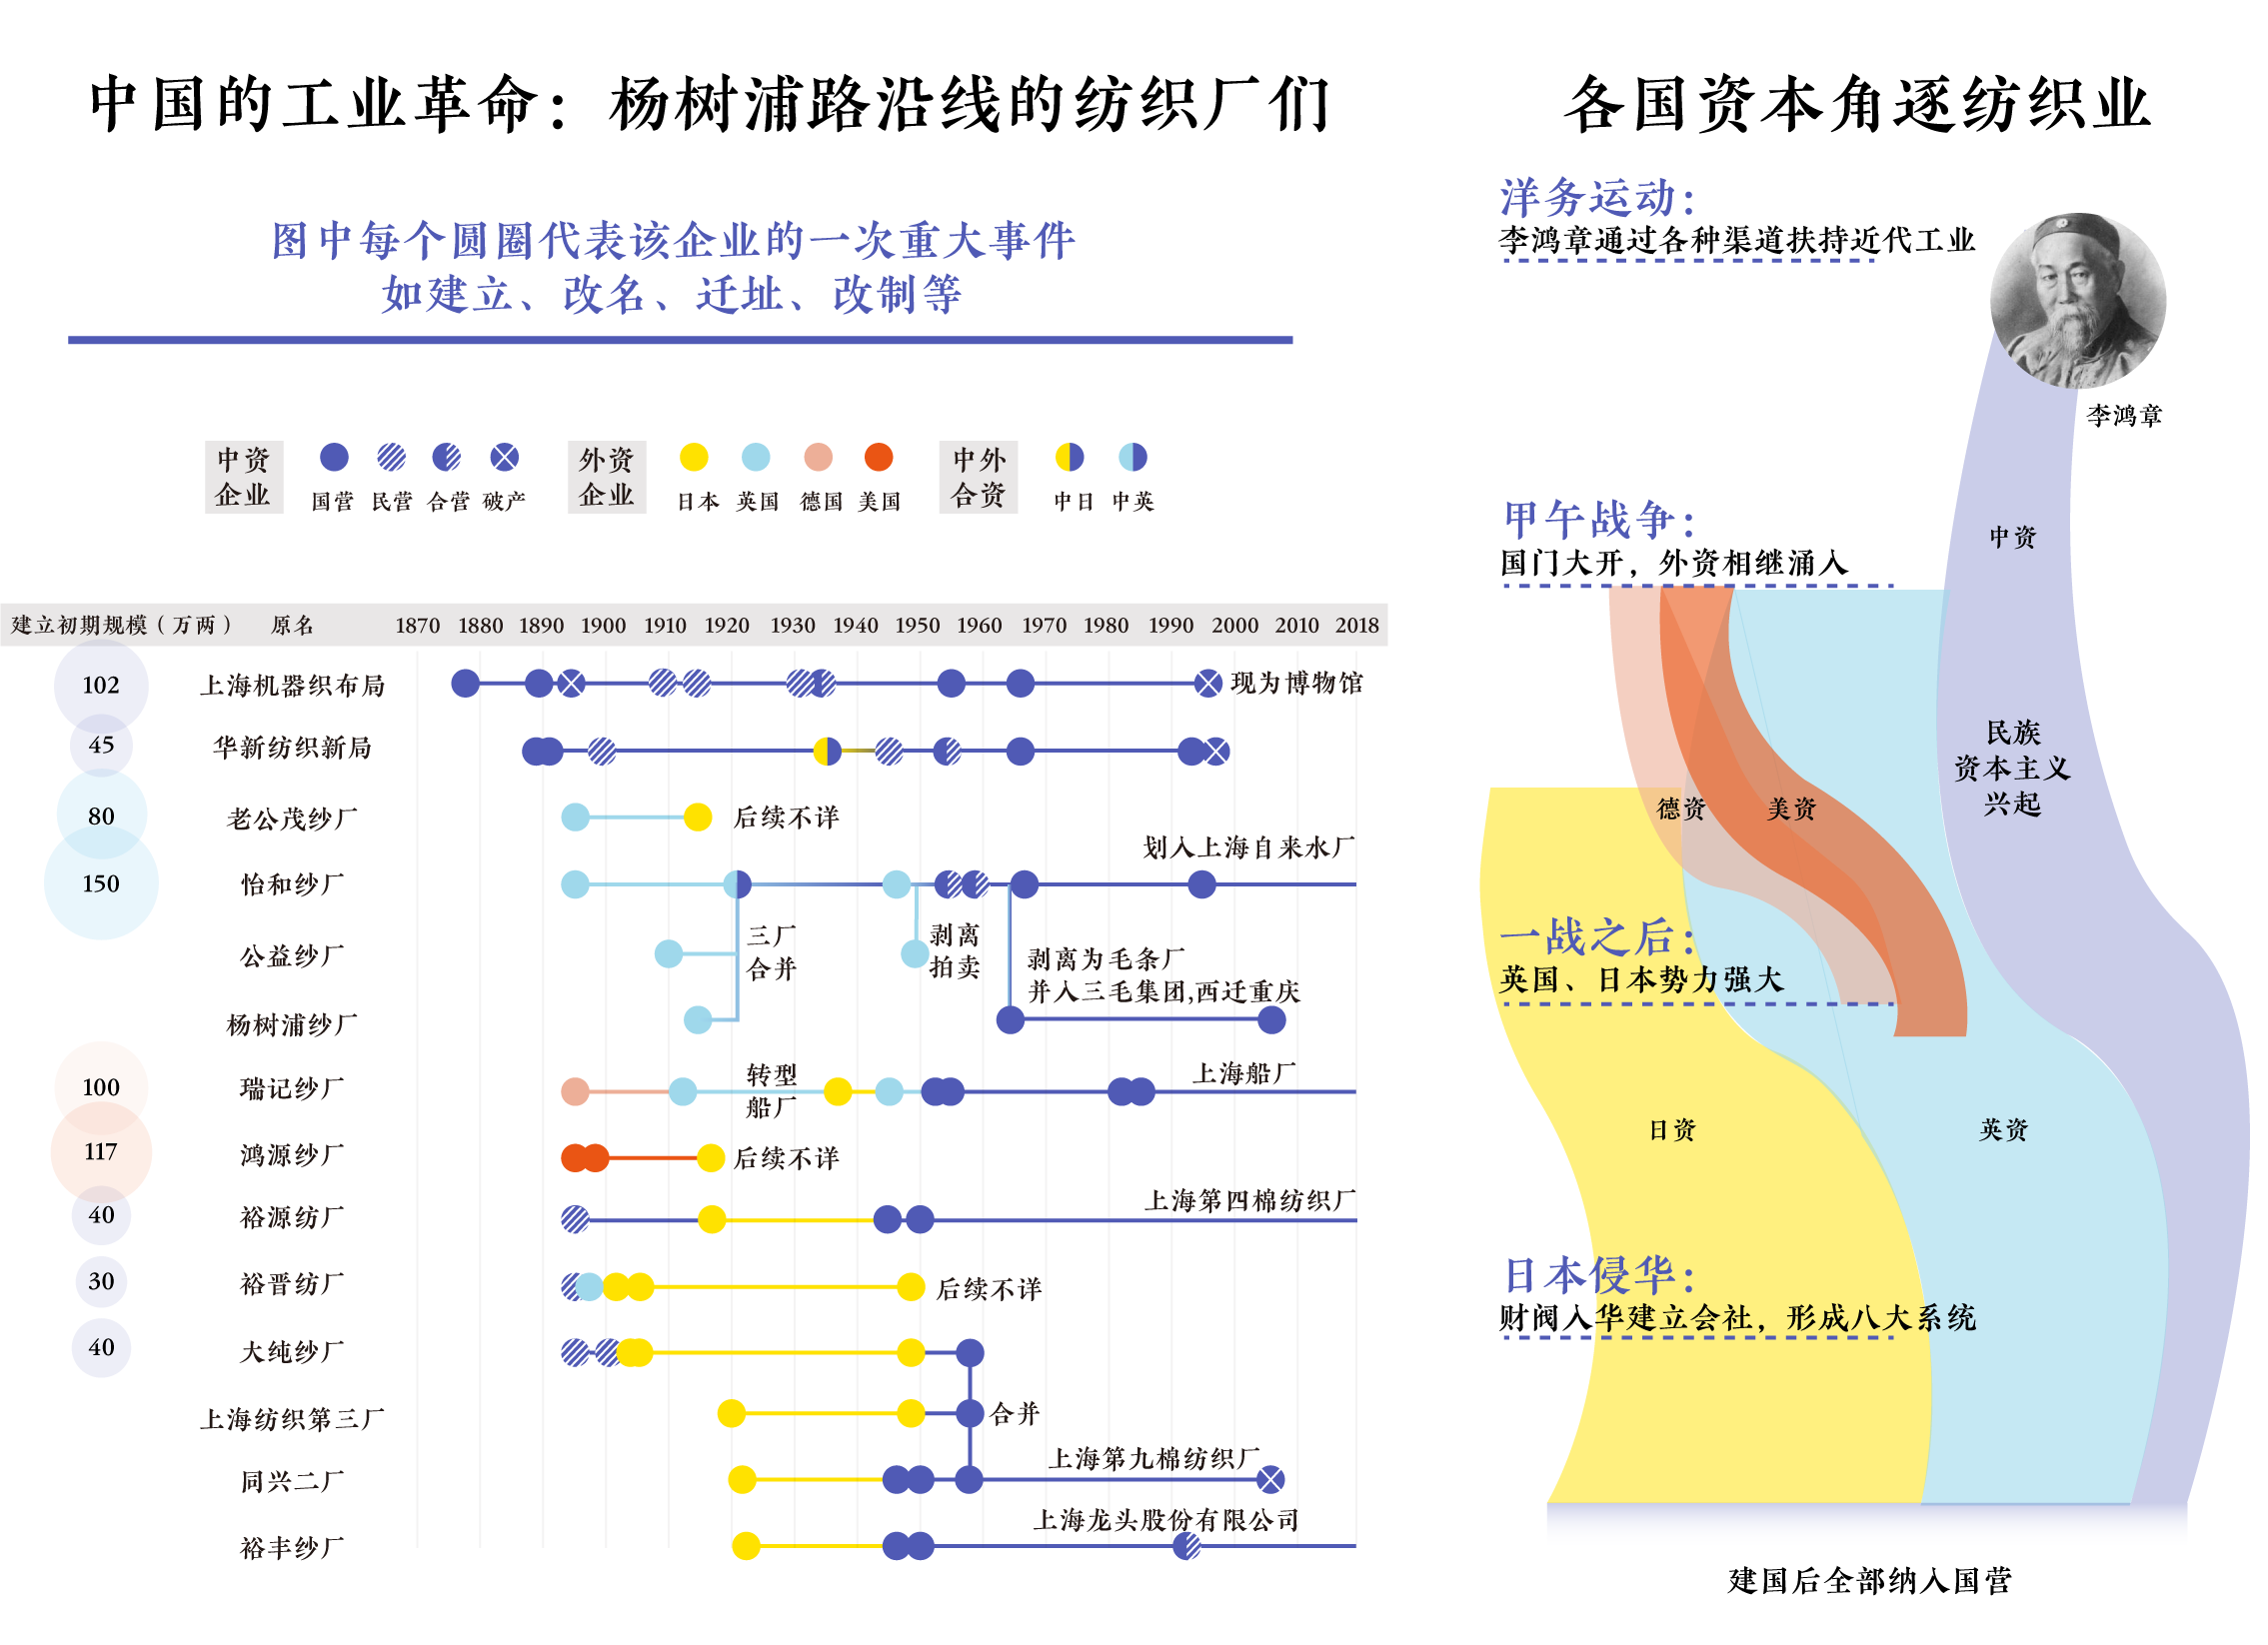 中国的工业革命：杨树浦路沿线的纺织厂们
图中每个圆圈代表该企业的一次重大事件
如建立、改名、迁址、改制等
中资
企业
国营 民营 合营 破产
外资
企业
日本 英国 德国 美国
中外
合资
中日 中英
建立初期规模（万两） 原名 1870 1880 1890 1900 1910 1920 1930 1940 1950 1960 1970 1980 1990 2000 2010 2018
102 上海机器织布局 现为博物馆
45 华新纺织新局
80 老公茂纱厂 后续不详
划入上海自来水厂
150 怡和纱厂
公益纱厂
三厂
合并
剥离
拍卖
剥离为毛条厂
并入三毛集团,西迁重庆
杨树浦纱厂
100 瑞记纱厂
转型
船厂
上海船厂
117 鸿源纱厂 后续不详
40 裕源纺厂 上海第四棉纺织厂
30 裕晋纺厂 后续不详
40 大纯纱厂
上海纺织第三厂 合并
同兴二厂 上海第九棉纺织厂
裕丰纱厂 上海龙头股份有限公司
各国资本角逐纺织业
洋务运动：
李鸿章通过各种渠道扶持近代工业
李鸿章
甲午战争：
国门大开，外资相继涌入
中资
民族
资本主义
兴起
德资 美资
一战之后：
英国、日本势力强大
日资 英资
日本侵华：
财阀入华建立会社，形成八大系统
建国后全部纳入国营